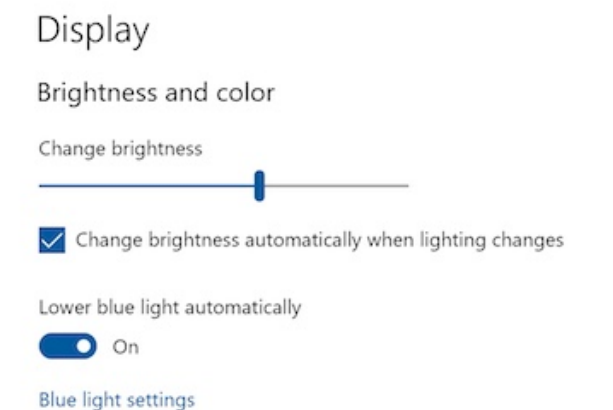 Display
Brightness and color
Change brightness
Change brightness automatically when lighting changes
Lower blue light automatically
On
Blue light settings